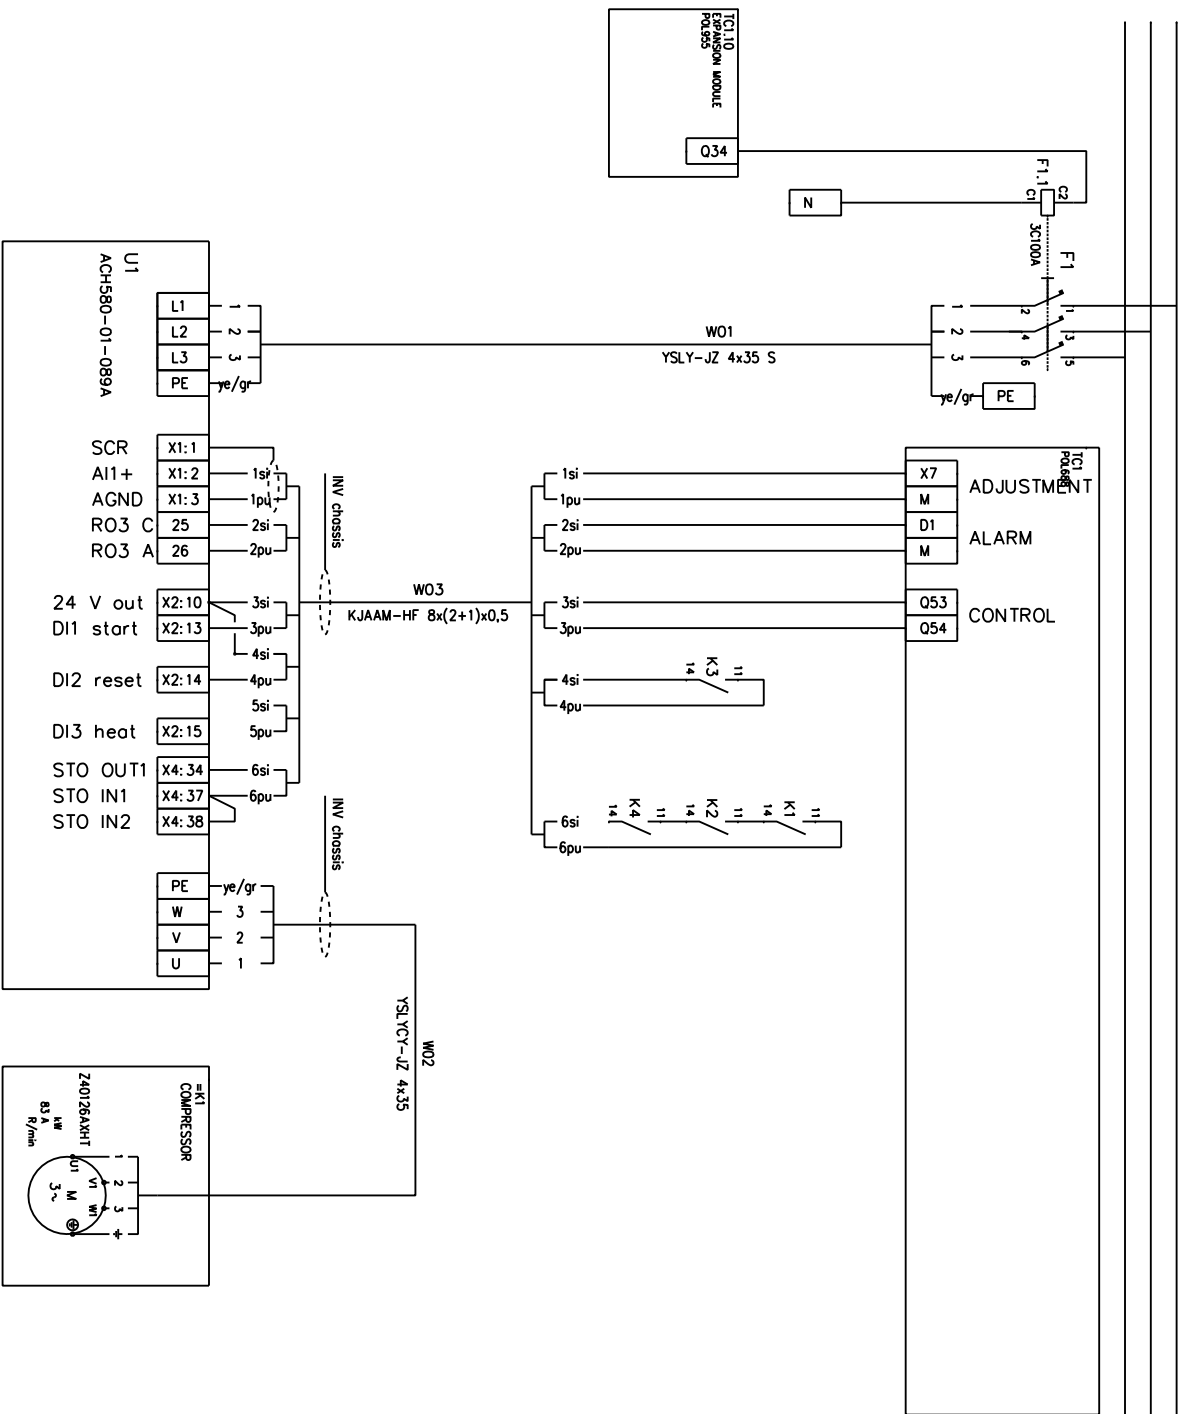 TC1.10
EXPANSION MODULE
POL955
Q34
N
F1.1
C1
C2
3C100A
F1
1
2
1
2
4
3
3
6
5
ye/gr
PE
U1
ACH580-01-089A
L1
1
L2
2
L3
3
PE
ye/gr
W01
YSLY-JZ 4x35 S
SCR
X1:1
AI1+
X1:2
1si
AGND
X1:3
1pu
RO3 C
25
2si
RO3 A
26
2pu
24 V out
X2:10
3si
DI1 start
X2:13
3pu
4si
DI2 reset
X2:14
4pu
5si
DI3 heat
X2:15
5pu
STO OUT1
X4:34
6si
STO IN1
X4:37
6pu
STO IN2
X4:38
INV chassis
W03
KJAAM-HF 8x(2+1)x0,5
1si
1pu
2si
2pu
3si
3pu
4si
4pu
14
K3
11
6si
6pu
14
K4
11
14
K2
11
14
K1
11
TC1
X7
M
ADJUSTMENT
D1
M
ALARM
Q53
Q54
CONTROL
INV chassis
PE
ye/gr
W
3
V
2
U
1
W02
YSLYCY-JZ 4x35
=K1
COMPRESSOR
Z40126AXHT
kW
83 A
R/min
U1
V1
W1
M
3~
1
2
3